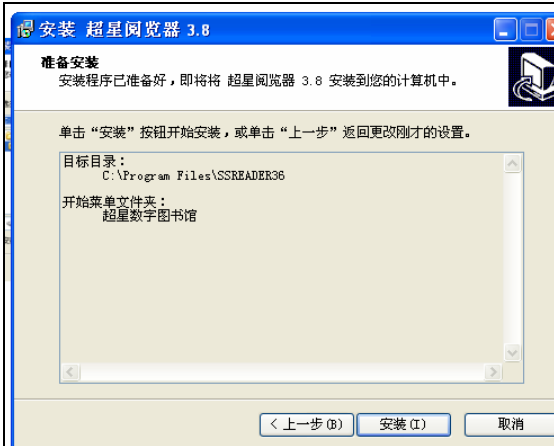 安装 超星阅览器 3.8
准备安装
安装程序已准备好，即将将 超星阅览器 3.8 安装到您的计算机中。
单击“安装”按钮开始安装，或单击“上一步”返回更改刚才的设置。
目标目录：
C:\Program Files\SSREADER36
开始菜单文件夹：
超星数字图书馆
< 上一步(B)
安装(I)
取消